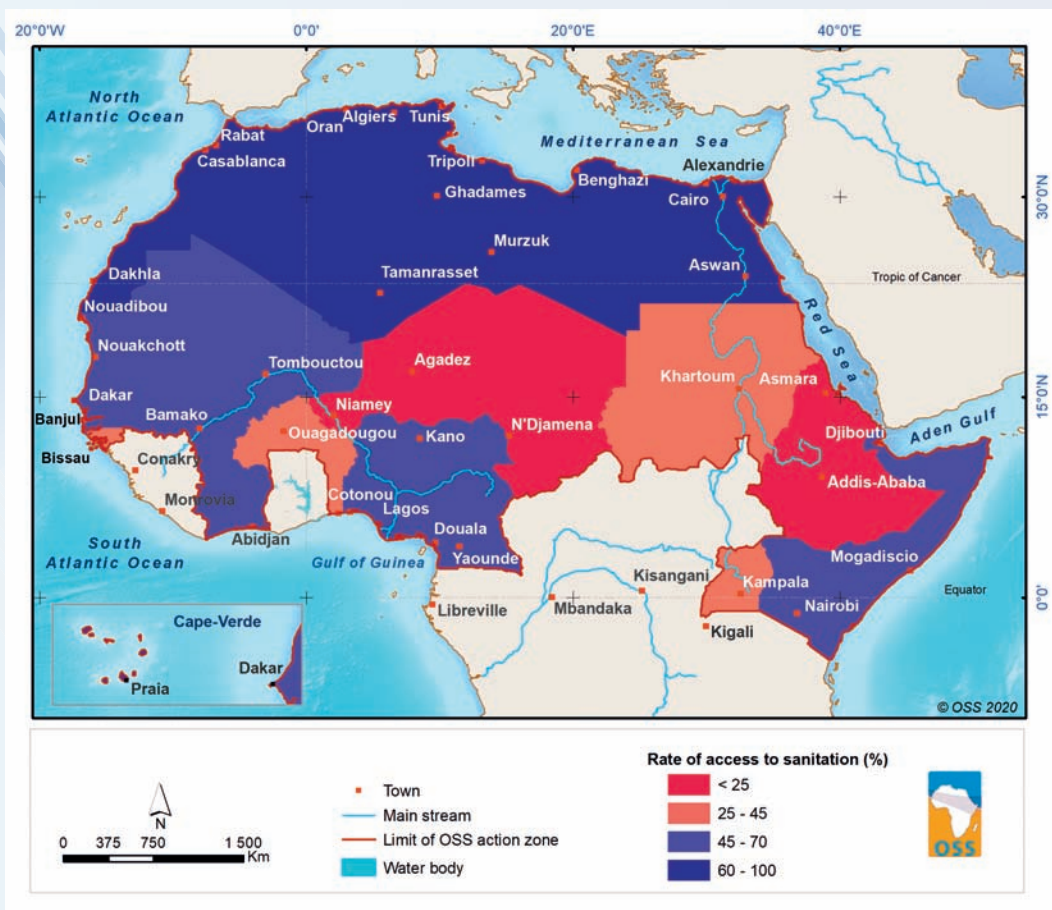 20°0'W
0°0'
20°0'E
40°0'E
North
Atlantic Ocean
Rabat
Casablanca
Oran
Algiers
Tunis
Tripoli
Mediterranean Sea
Alexandrie
Benghazi
Cairo
30°0'N
Ghadames
Murzuk
Tamanrasset
Aswan
Tropic of Cancer
Dakhla
Nouadibou
Nouakchott
Tombouctou
Agadez
Khartoum
Asmara
Red Sea
15°0'N
Dakar
Banjul
Bamako
Niamey
Ouagadougou
Kano
N'Djamena
Djibouti
Aden Gulf
Bissau
Conakry
Monrovia
Cotonou
Lagos
Addis-Ababa
Abidjan
Douala
Yaounde
South
Atlantic Ocean
Gulf of Guinea
Mogadiscio
Kisangani
Kampala
Equator
0°0'
Libreville
Mbandaka
Nairobi
Kigali
Cape-Verde
Dakar
Praia
© OSS 2020
Rate of access to sanitation (%)
N
0 375 750 1 500
Km
Town
Main stream
Limit of OSS action zone
Water body
< 25
25 - 45
45 - 70
60 - 100
OSS